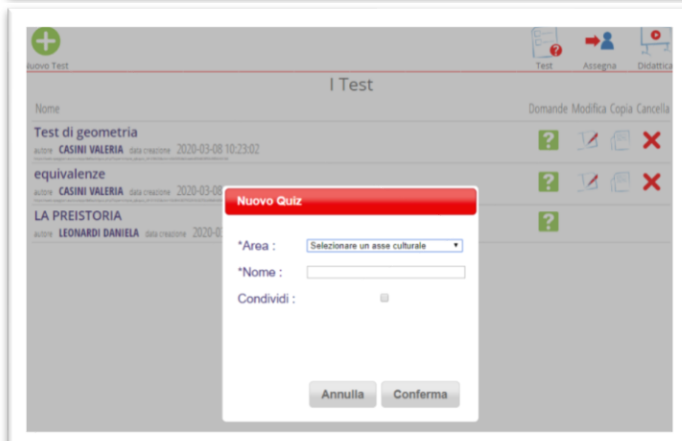 Nuovo Test
Test Assegna Didattica
I Test
Nome Domande Modifica Copia Cancella
Test di geometria
autore CASINI VALERIA data creazione 2020-03-08 10:23:02
equivalenze
autore CASINI VALERIA data creazione 2020-03-08
LA PREISTORIA
autore LEONARDI DANIELA data creazione 2020-0
Nuovo Quiz
*Area : Selezionare un asse culturale
*Nome :
Condividi :
Annulla Conferma